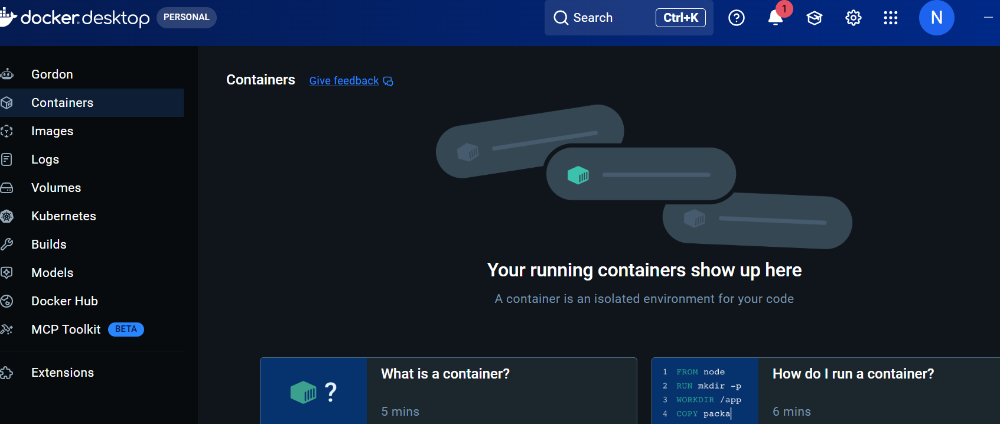 docker desktop PERSONAL
Search Ctrl+K
1
N
Gordon
Containers
Images
Logs
Volumes
Kubernetes
Builds
Models
Docker Hub
MCP Toolkit BETA
Extensions
Containers Give feedback
Your running containers show up here
A container is an isolated environment for your code
?
What is a container?
5 mins
1 FROM node
2 RUN mkdir -p
3 WORKDIR /app
4 COPY packa
How do I run a container?
6 mins